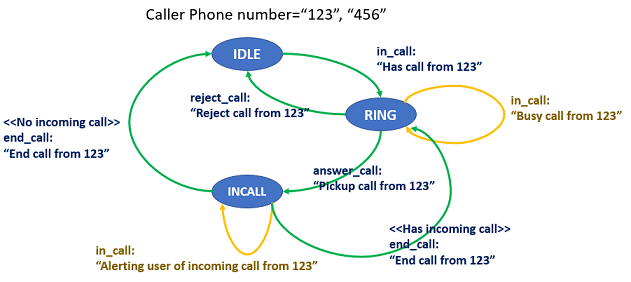 Caller Phone number=“123”, “456”
IDLE
in_call:
“Has call from 123”
reject_call:
“Reject call from 123”
RING
in_call:
“Busy call from 123”
<<No incoming call>>
end_call:
“End call from 123”
answer_call:
“Pickup call from 123”
INCALL
<<Has incoming call>>
end_call:
“End call from 123”
in_call:
“Alerting user of incoming call from 123”